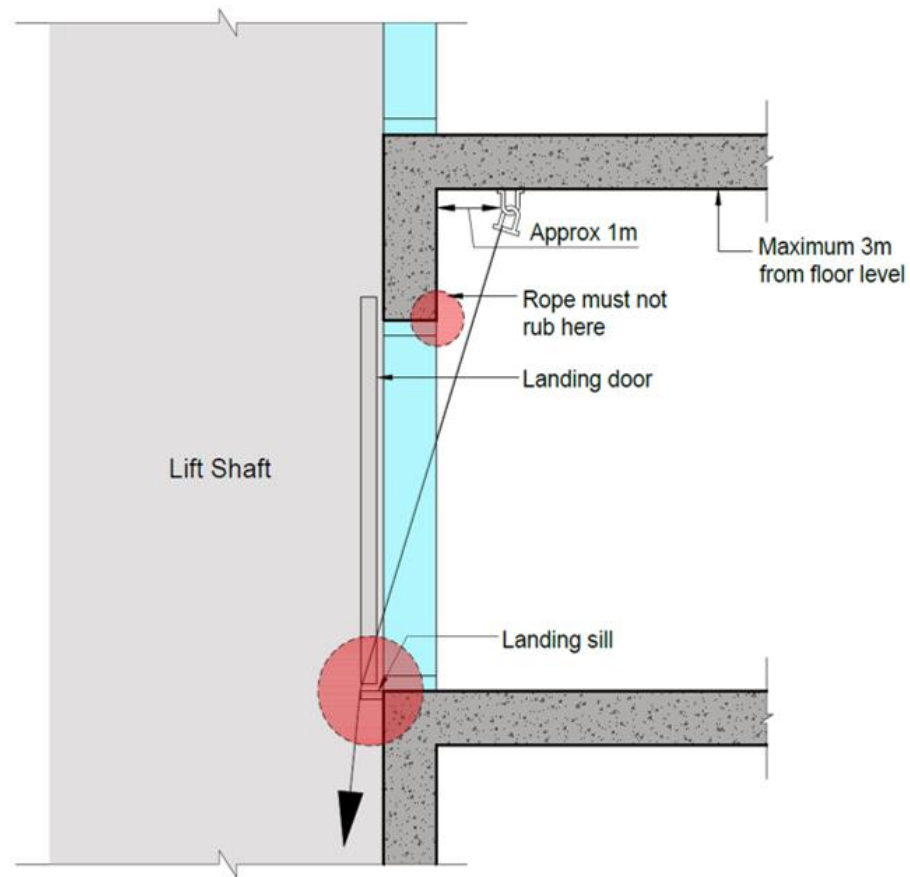 Approx 1m
Maximum 3m
from floor level
Rope must not
rub here
Landing door
Lift Shaft
Landing sill